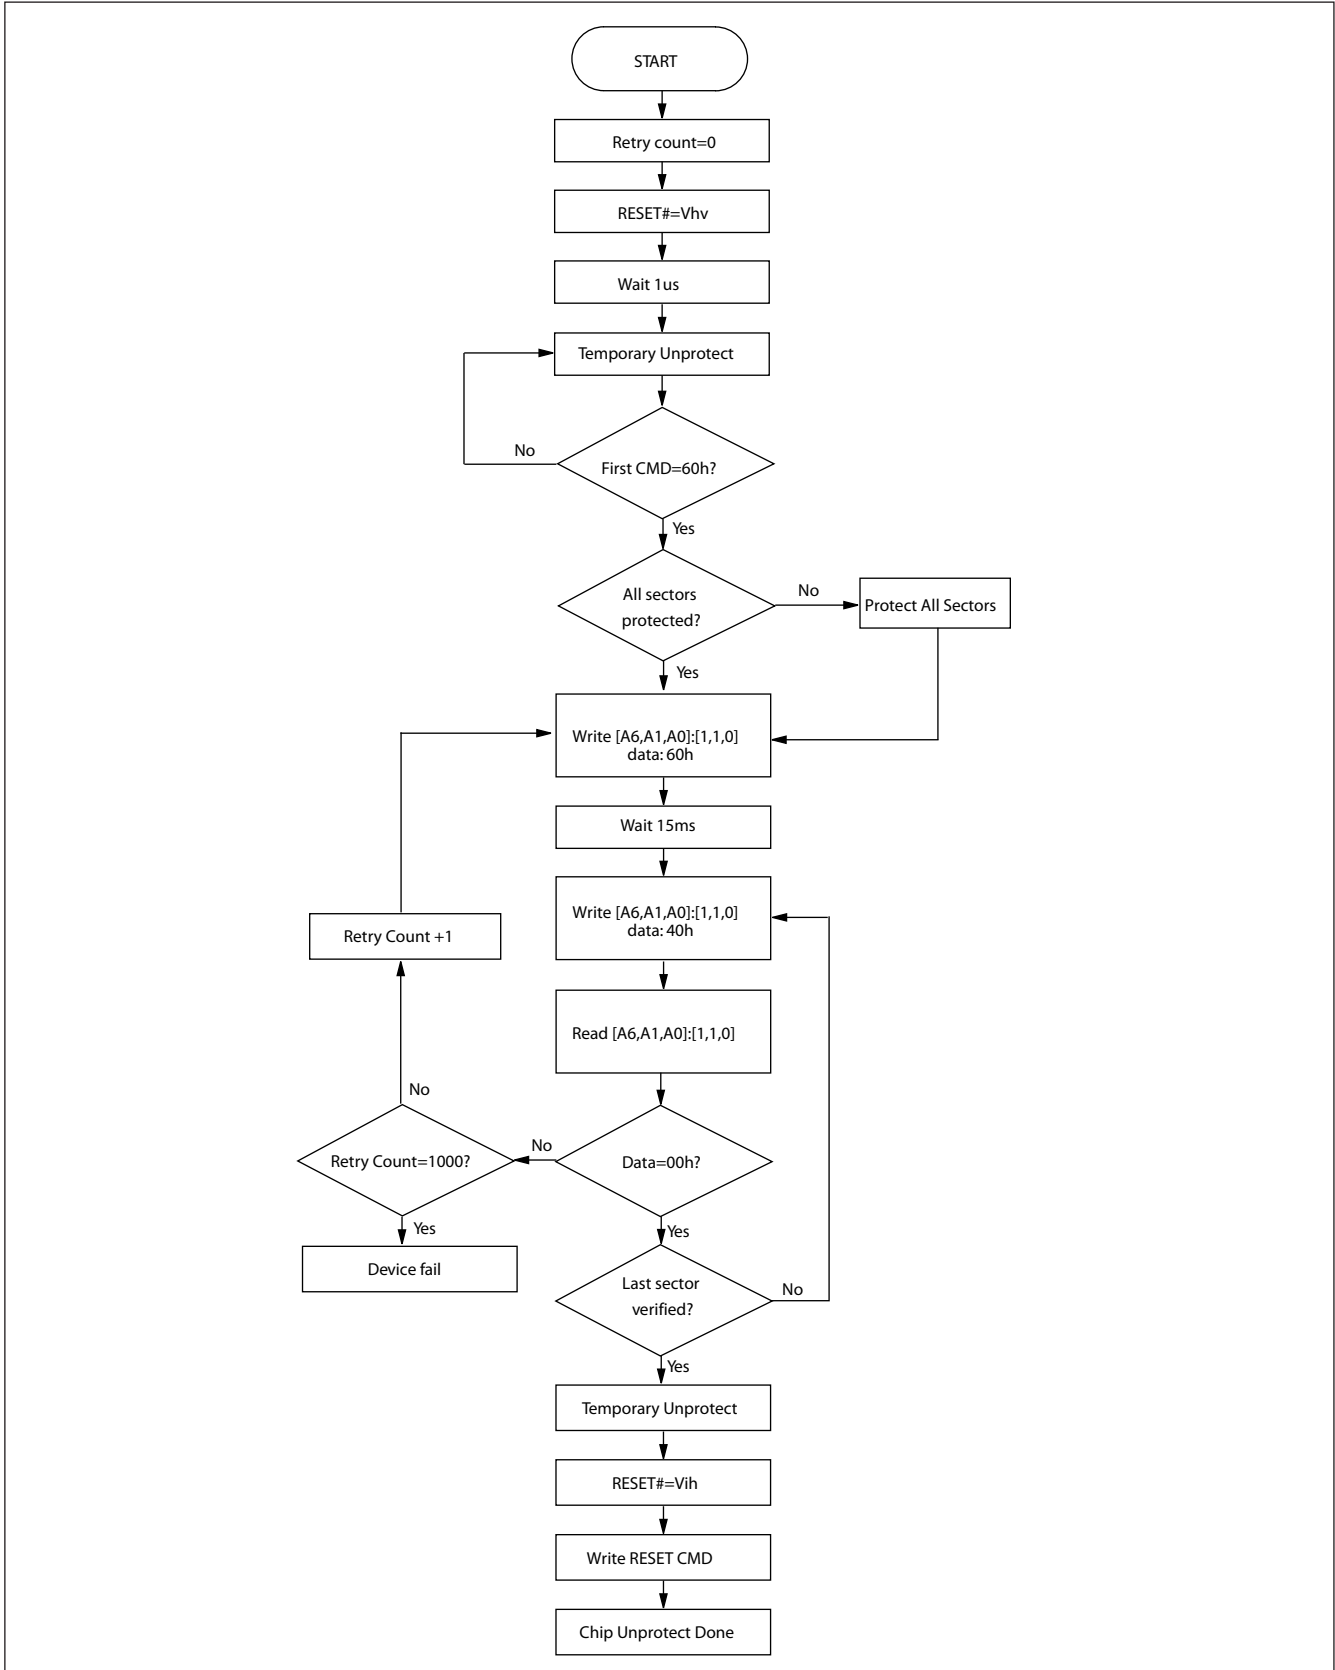 START
Retry count=0
RESET#=Vhv
Wait 1us
Temporary Unprotect
No
First CMD=60h?
Yes
All sectors
protected?
No
Protect All Sectors
Yes
Write [A6,A1,A0]:[1,1,0]
data: 60h
Wait 15ms
Write [A6,A1,A0]:[1,1,0]
data: 40h
Retry Count +1
Read [A6,A1,A0]:[1,1,0]
No
Retry Count=1000?
No
Data=00h?
Yes
Yes
Device fail
Last sector
verified?
No
Yes
Temporary Unprotect
RESET#=Vih
Write RESET CMD
Chip Unprotect Done